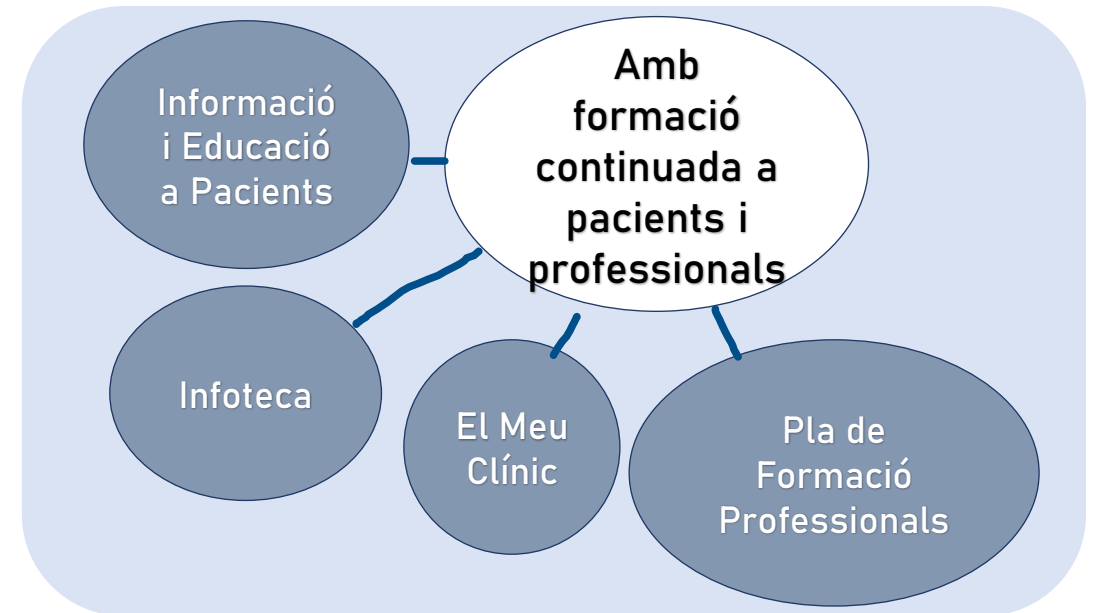 Informació
i Educació
a Pacients
Amb
formació
continuada a
pacients i
professionals
Infoteca
El Meu
Clínic
Pla de
Formació
Professionals